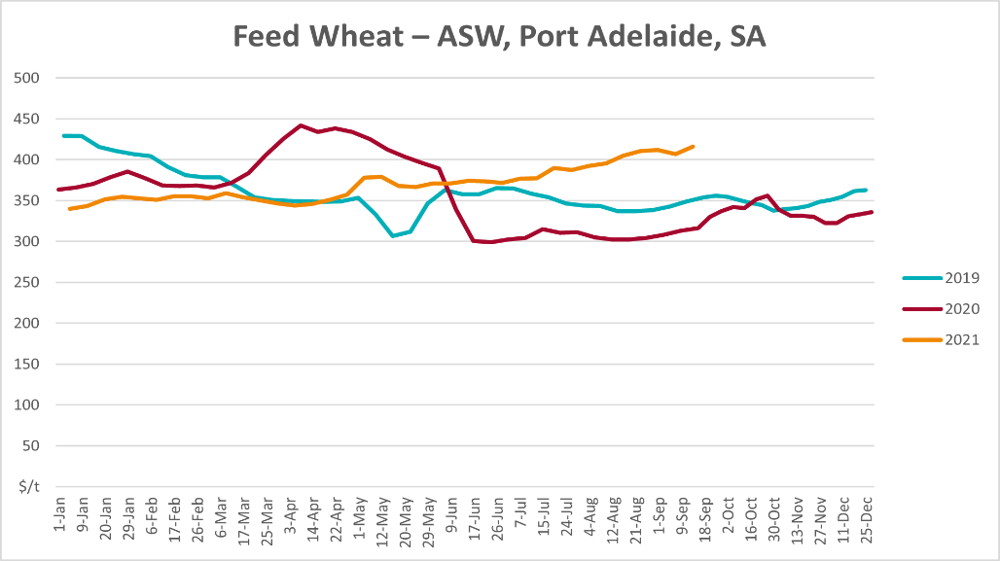 Feed Wheat – ASW, Port Adelaide, SA
500
450
400
350
300
250
200
150
100
50
$/t
1-Jan
9-Jan
20-Jan
29-Jan
6-Feb
17-Feb
26-Feb
6-Mar
17-Mar
25-Mar
3-Apr
14-Apr
22-Apr
1-May
12-May
20-May
29-May
9-Jun
17-Jun
26-Jun
7-Jul
15-Jul
24-Jul
4-Aug
12-Aug
21-Aug
1-Sep
9-Sep
18-Sep
2-Oct
16-Oct
30-Oct
13-Nov
27-Nov
11-Dec
25-Dec
2019
2020
2021